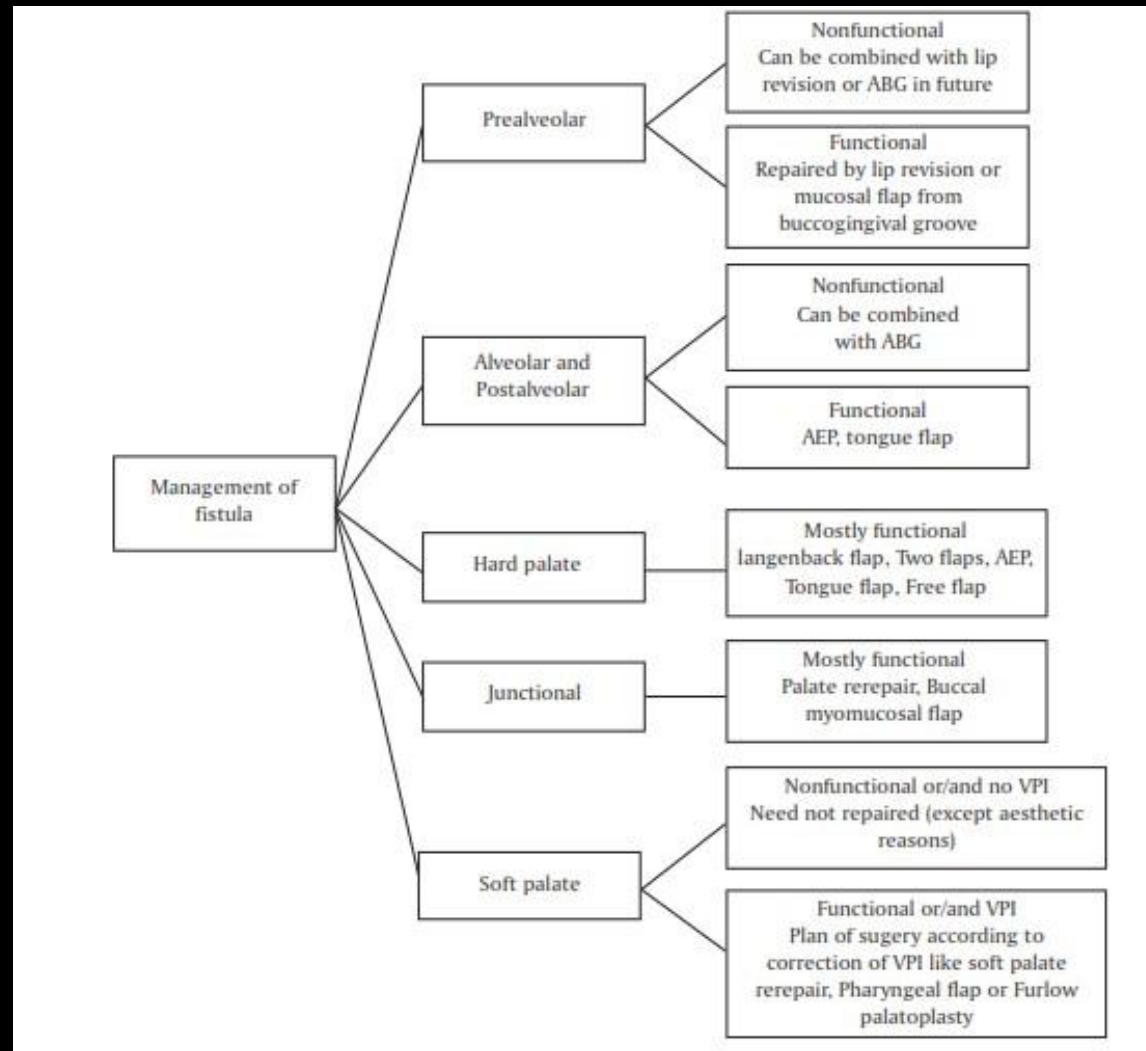 Nonfunctional
Can be combined with lip
revision or ABG in future
Prealveolar
Functional
Repaired by lip revision or
mucosal flap from
buccogingival groove
Nonfunctional
Can be combined
with ABG
Alveolar and
Postalveolar
Functional
AEP, tongue flap
Management of
fistula
Hard palate
Mostly functional
langenback flap, Two flaps, AEP,
Tongue flap, Free flap
Junctional
Mostly functional
Palate rerepair, Buccal
myomucosal flap
Nonfunctional or/and no VPI
Need not repaired (except aesthetic
reasons)
Soft palate
Functional or/and VPI
Plan of sugery according to
correction of VPI like soft palate
rerepair, Pharyngeal flap or Furlow
palatoplasty